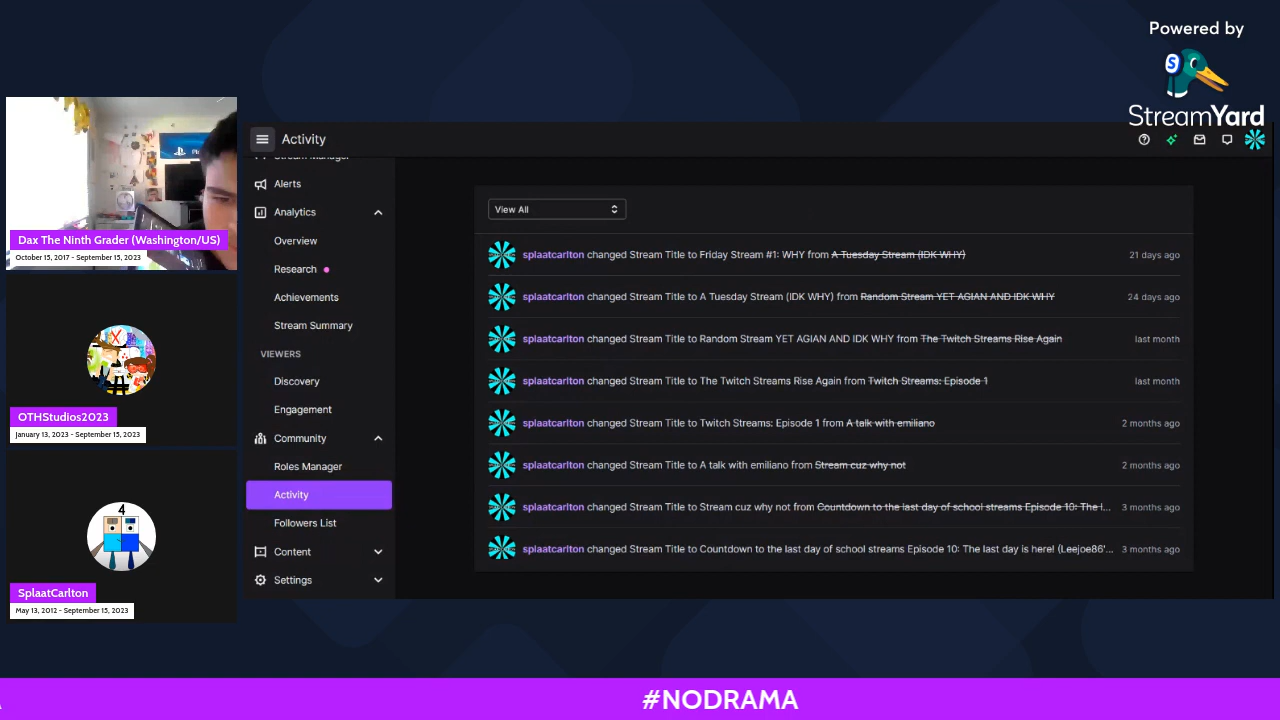 Powered by
StreamYard
Activity
Stream Manager
Alerts
Analytics
Overview
Research
Achievements
Stream Summary
VIEWERS
Discovery
Engagement
Community
Roles Manager
Activity
Followers List
Content
Settings
View All
splaatcarlton changed Stream Title to Friday Stream #1: WHY from A Tuesday Stream (IDK WHY) 21 days ago
splaatcarlton changed Stream Title to A Tuesday Stream (IDK WHY) from Random Stream YET AGIAN AND IDK WHY 24 days ago
splaatcarlton changed Stream Title to Random Stream YET AGIAN AND IDK WHY from The Twitch Streams Rise Again last month
splaatcarlton changed Stream Title to The Twitch Streams Rise Again from Twitch Streams: Episode 1 last month
splaatcarlton changed Stream Title to Twitch Streams: Episode 1 from A talk with emiliano 2 months ago
splaatcarlton changed Stream Title to A talk with emiliano from Stream cuz why not 2 months ago
splaatcarlton changed Stream Title to Stream cuz why not from Countdown to the last day of school streams Episode 10: The l... 3 months ago
splaatcarlton changed Stream Title to Countdown to the last day of school streams Episode 10: The last day is here! (Leejoe86'... 3 months ago
Dax The Ninth Grader (Washington/US)
October 15, 2017 - September 15, 2023
OTHStudios2023
January 13, 2023 - September 15, 2023
4
SplaatCarlton
May 13, 2012 - September 15, 2023
#NODRAMA